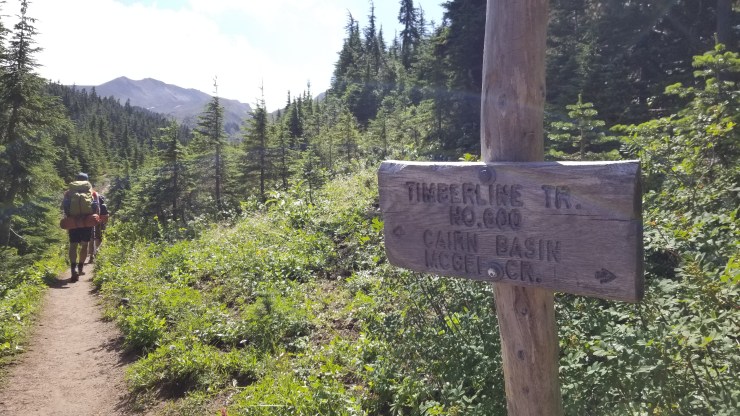 TIMBERLINE TR.
NO.600
CAIRN BASIN
MCGEE CR.